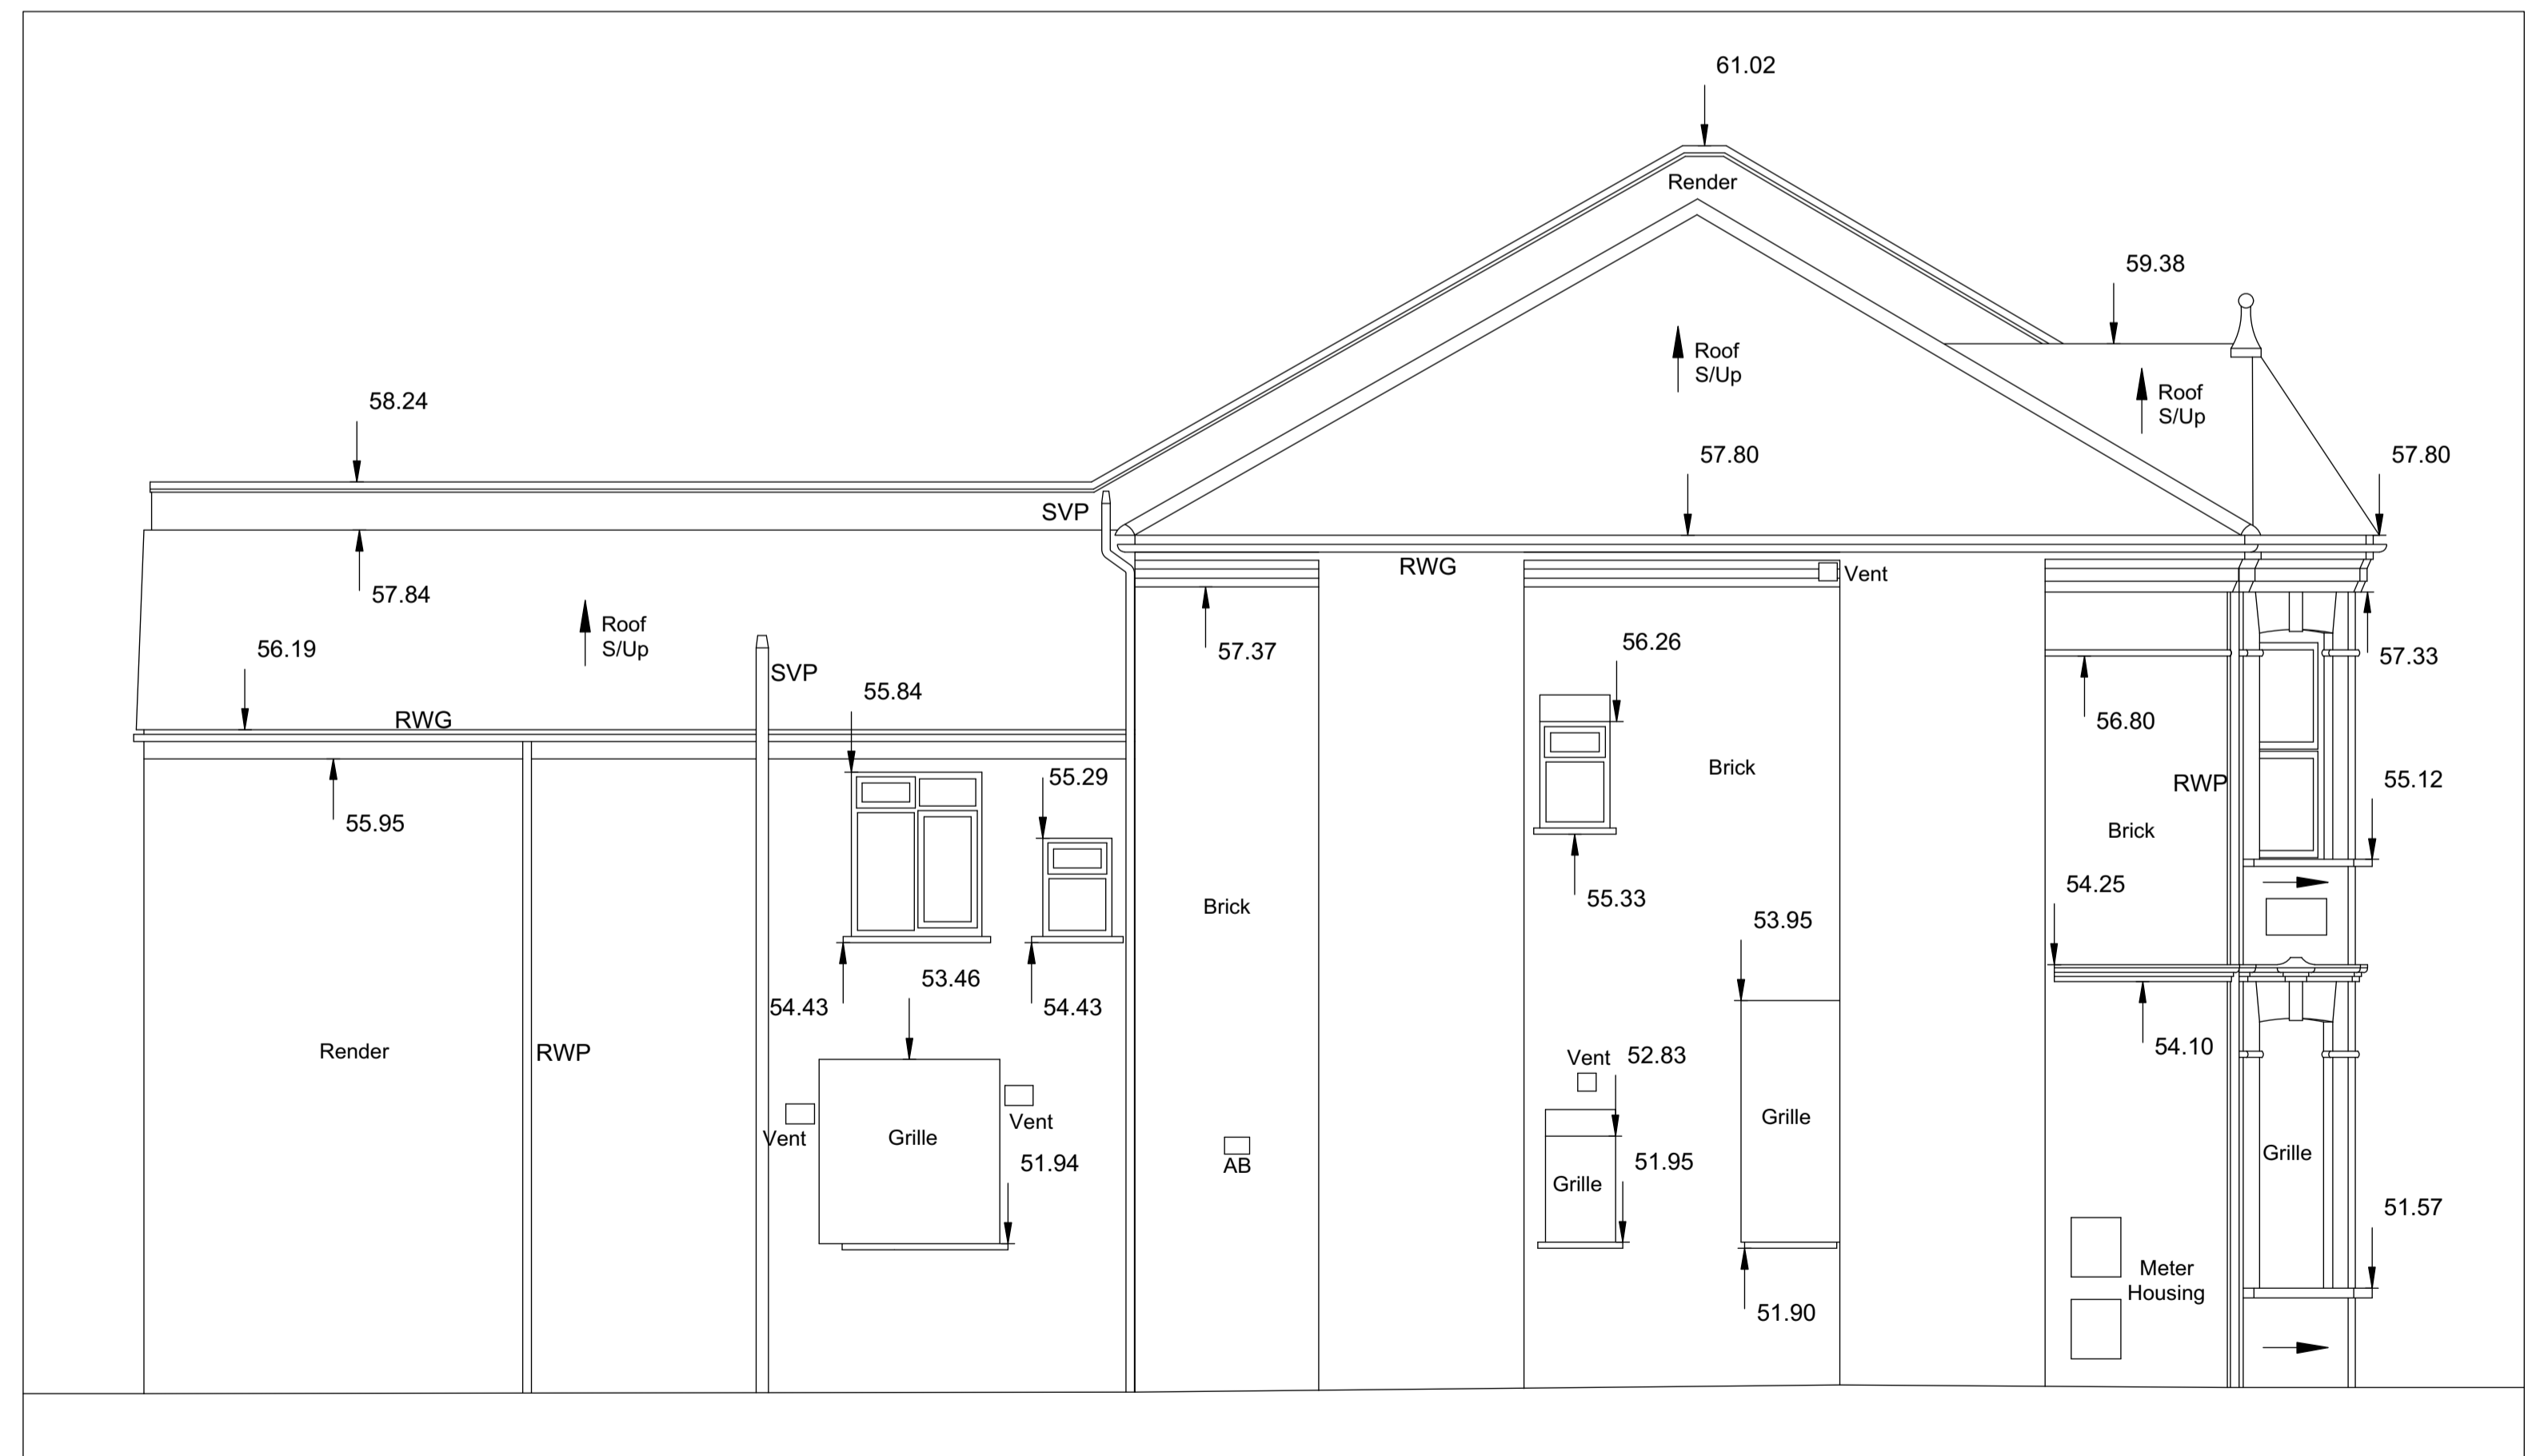 61.02
Render
59.38
Roof
S/Up
Roof
S/Up
58.24
57.80
57.80
SVP
RWG
Vent
57.84
Roof
S/Up
56.19
57.37
56.26
57.33
SVP
55.84
RWG
56.80
55.29
Brick
RWP
55.12
55.95
Brick
54.25
55.33
Brick
53.95
53.46
54.43
54.43
Render
RWP
Vent
52.83
54.10
Vent
Grille
Vent
Grille
51.94
AB
51.95
Grille
Grille
51.57
Meter
Housing
51.90